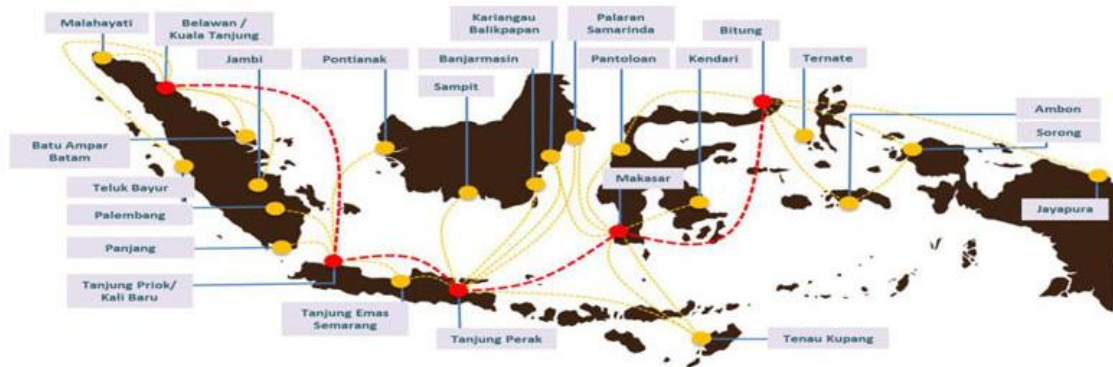 Malahayati
Belawan /
Kuala Tanjung
Jambi
Pontianak
Kariangau
Balikpapan
Banjarmasin
Sampit
Palaran
Samarinda
Pantoloan
Bitung
Kendari
Ternate
Ambon
Sorong
Batu Ampar
Batam
Teluk Bayur
Palembang
Panjang
Tanjung Priok/
Kali Baru
Tanjung Emas
Semarang
Tanjung Perak
Makasar
Tenau Kupang
Jayapura